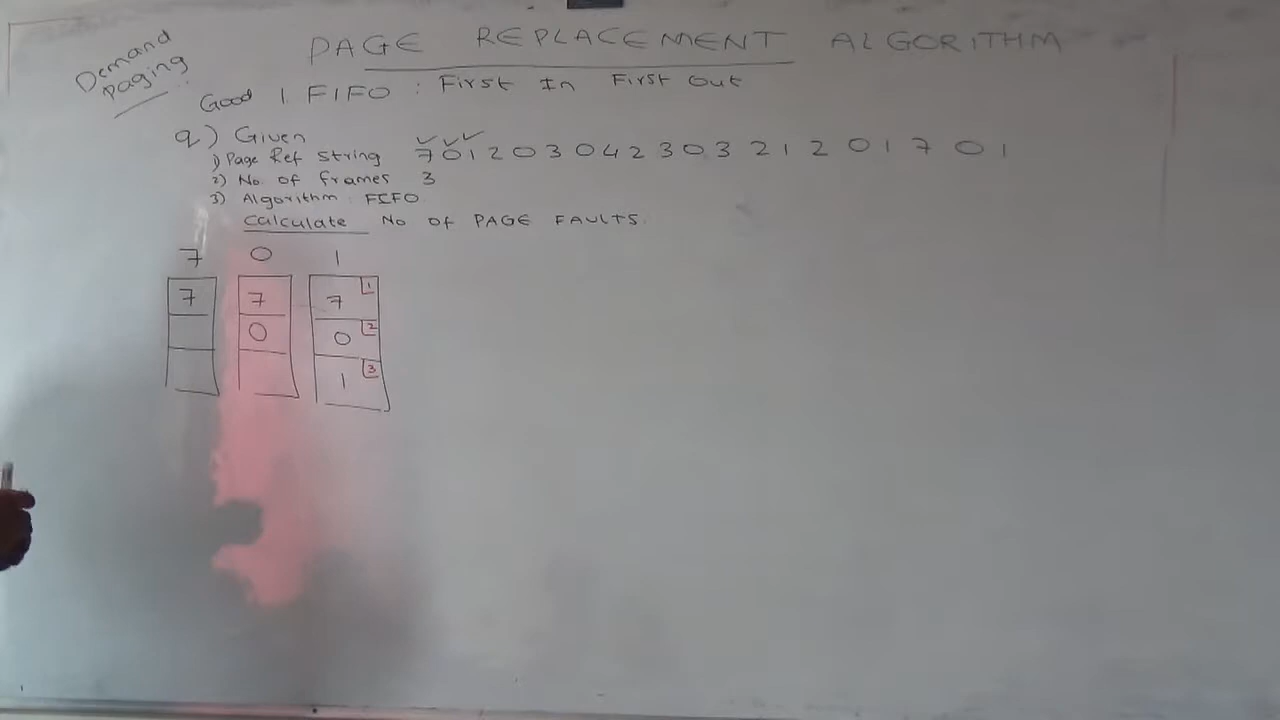 Demand
paging
PAGE REPLACEMENT ALGORITHM
Good 1. FIFO : First In First Out
q) Given
1) Page Ref string 7 0 1 2 0 3 0 4 2 3 0 3 2 1 2 0 1 7 0 1
2) No. of frames 3
3) Algorithm : FIFO
Calculate No of PAGE FAULTS.
7 0 1
7 7 7 1
0 0 2
1 3